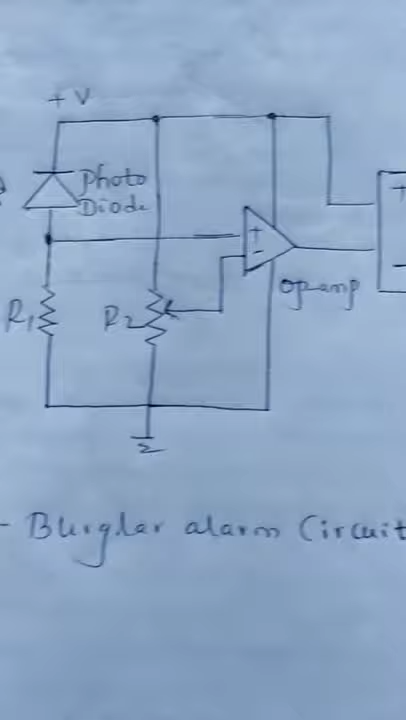 + V
Photo
Diode
+
+
-
-
R1
R2
Opamp
- Burglar alarm Circuit